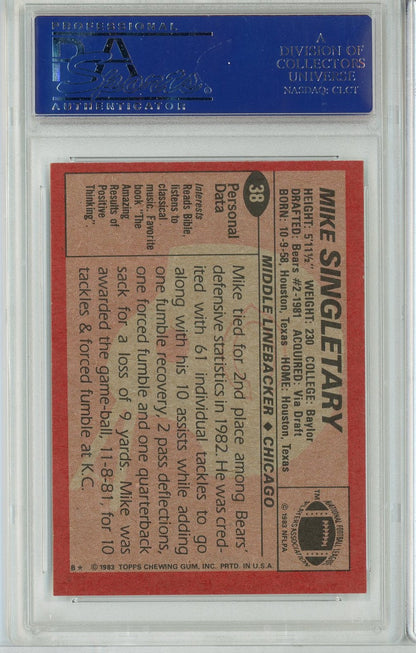 PROFESSIONAL
PSA
Sports
AUTHENTICATOR
A
DIVISION OF
COLLECTORS
UNIVERSE
NASDAQ: CLCT
38
MIKE SINGLETARY
HEIGHT: 5'11½" WEIGHT: 230 COLLEGE: Baylor
DRAFTED: Bears #2-1981 ACQUIRED: Via Draft
BORN: 10-9-58, Houston, Texas HOME: Houston, Texas
MIDDLE LINEBACKER ♦ CHICAGO
Personal
Data
Interests
Reads Bible,
listens to
classical
music. Favorite
book "The
Amazing
Results of
Positive
Thinking"
Mike tied for 2nd place among Bears'
defensive statistics in 1982. He was cred-
ited with 61 individual tackles to go
along with his 10 assists while adding
one fumble recovery, 2 pass deflections,
one forced fumble and one quarterback
sack for a loss of 9 yards. Mike was
awarded the game-ball, 11-8-81, for 10
tackles & forced fumble at K.C.
NATIONAL FOOTBALL LEAGUE
PLAYERS ASSOCIATION
TM
© 1983 NFLPA
B* © 1983 TOPPS CHEWING GUM, INC. PRTD. IN U.S.A.